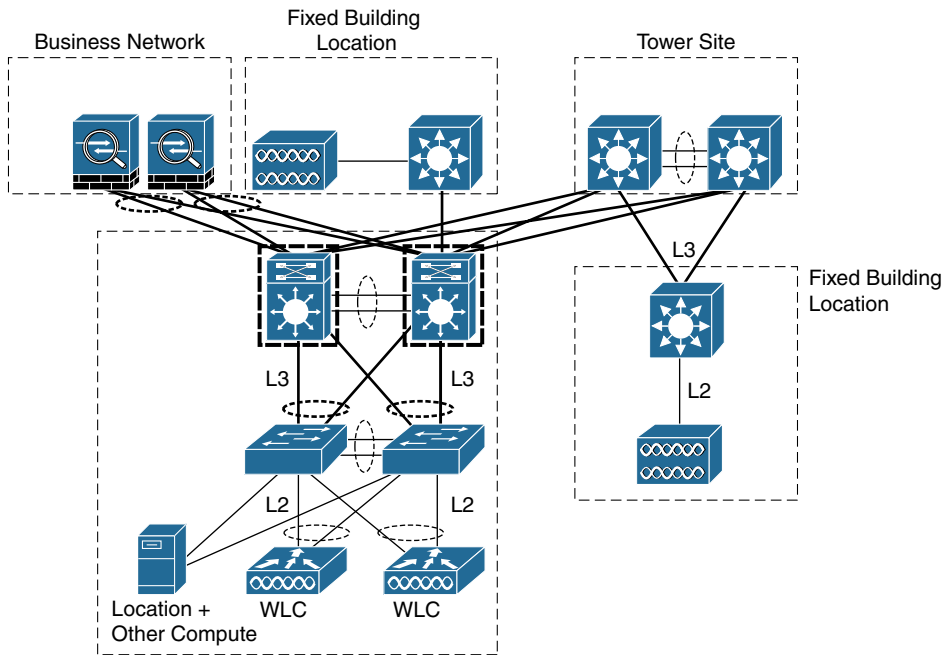 Business Network
Fixed Building
Location
Tower Site
L3
Fixed Building
Location
L3
L3
L2
L2
L2
Location +
Other Compute
WLC
WLC